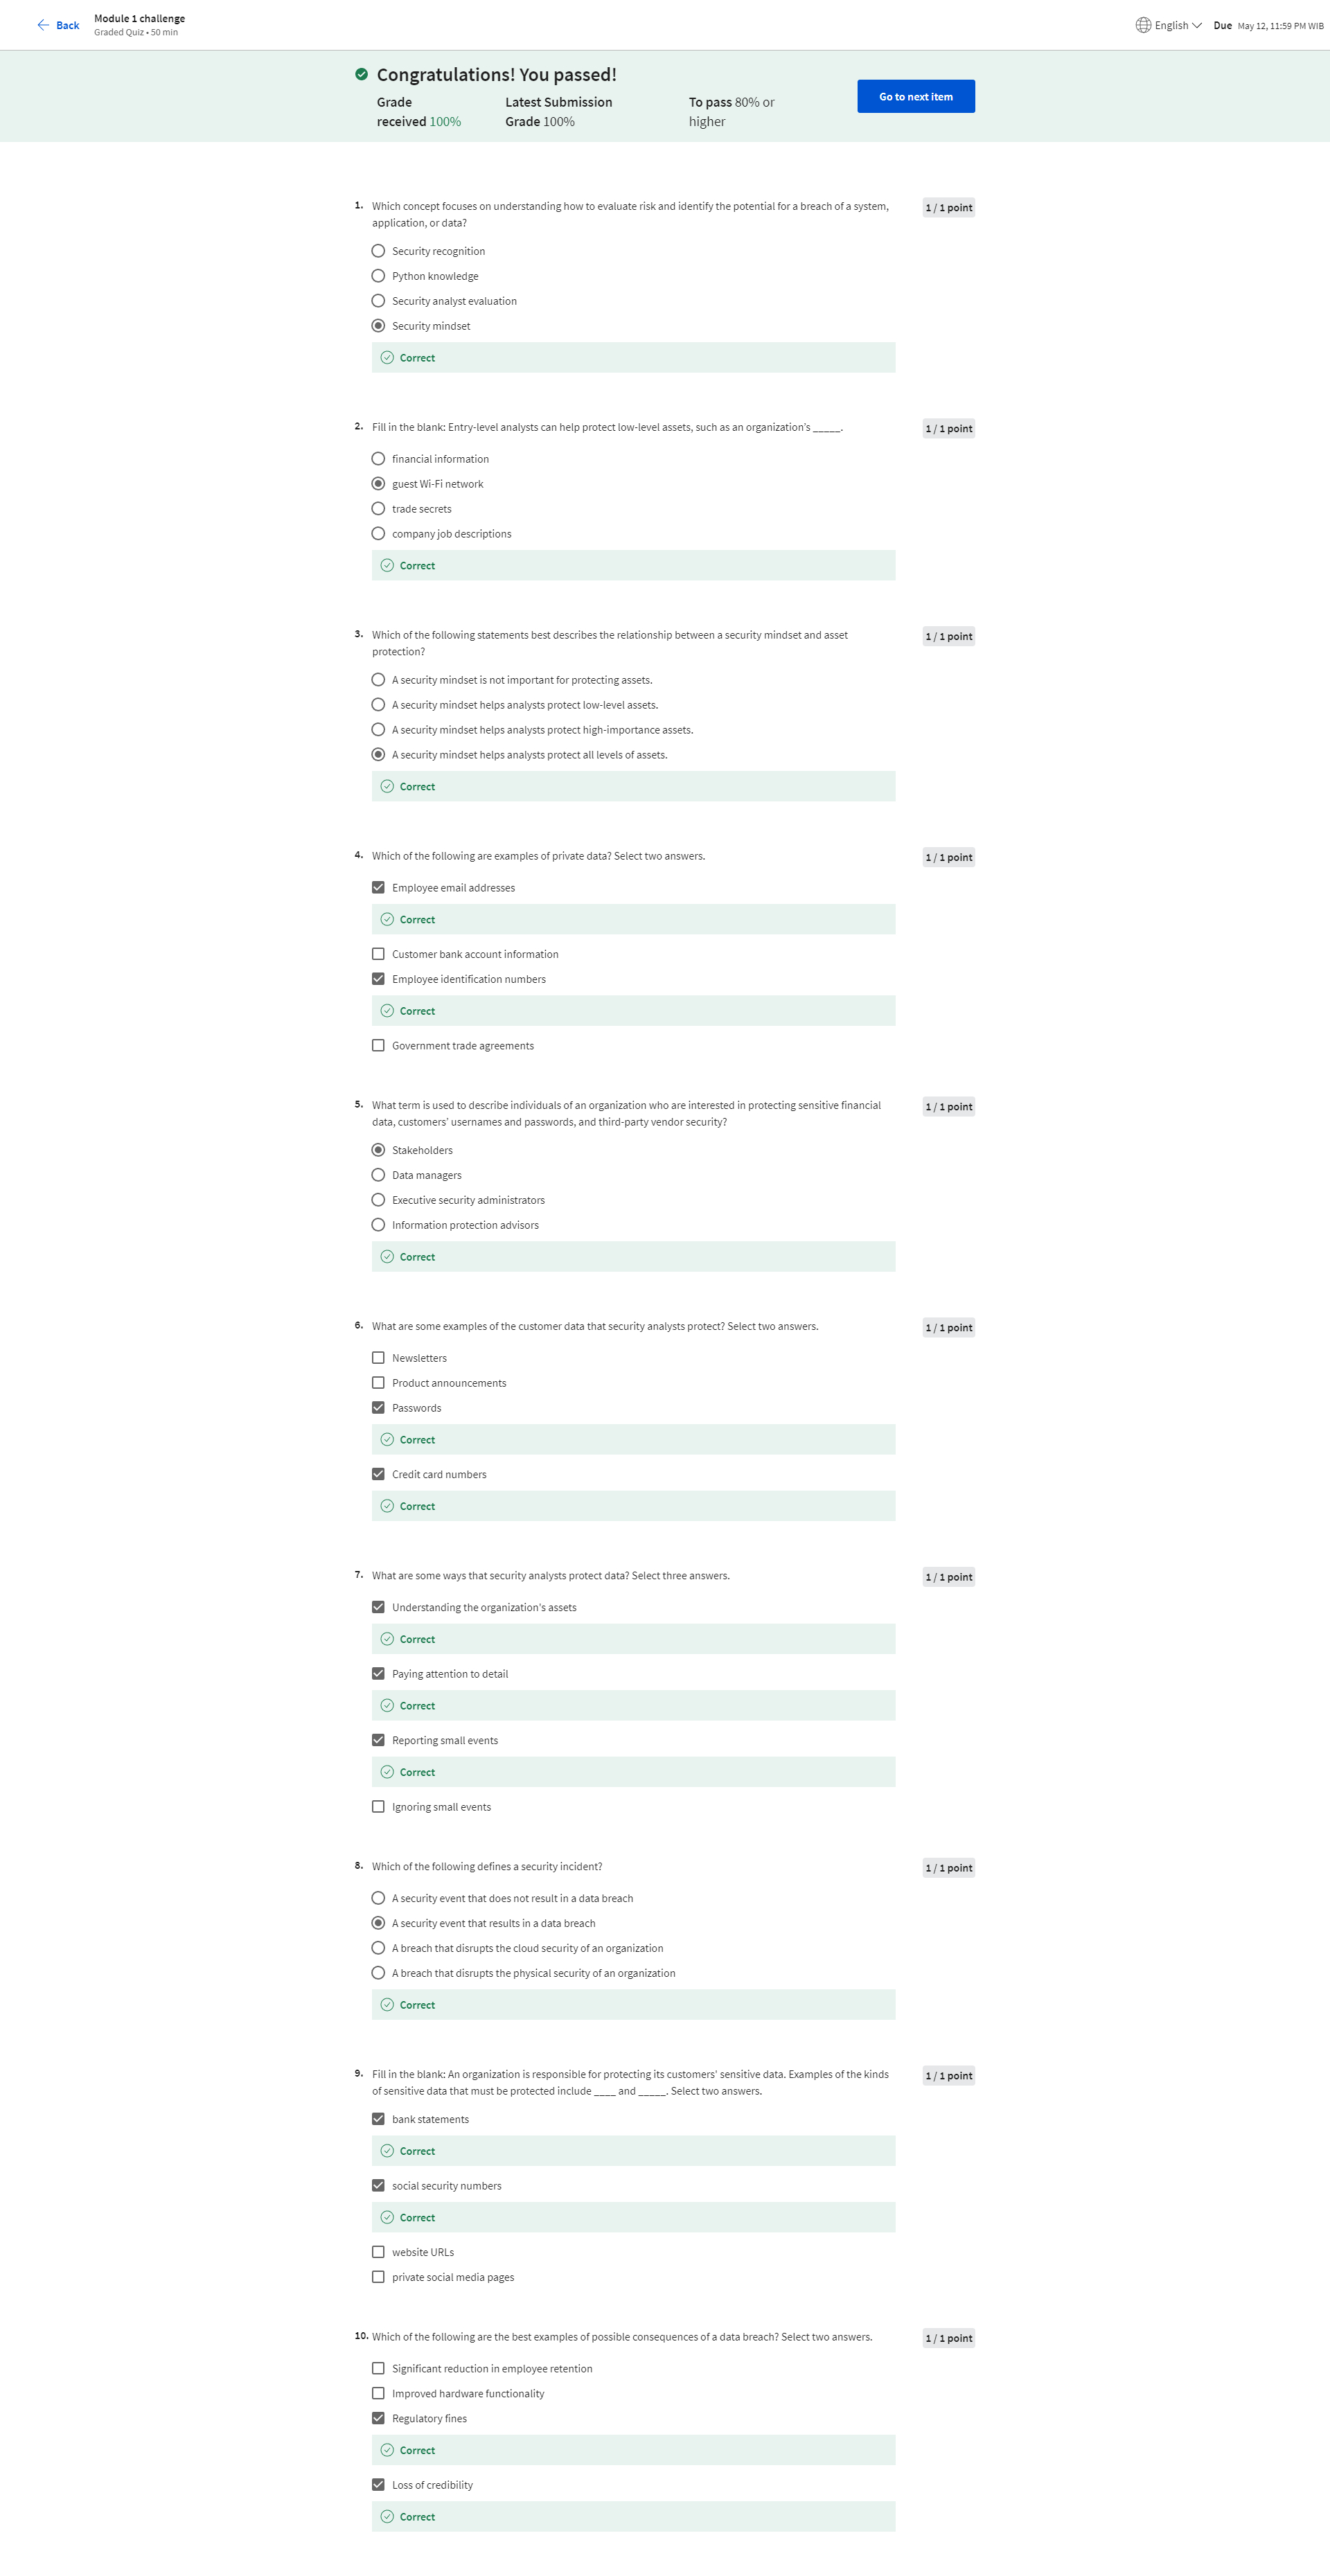 Back
Module 1 challenge
Graded Quiz • 50 min
English
Due May 12, 11:59 PM WIB
Congratulations! You passed!
Grade received 100%
Latest Submission Grade 100%
To pass 80% or higher
Go to next item
1. Which concept focuses on understanding how to evaluate risk and identify the potential for a breach of a system,
application, or data?
1 / 1 point
Security recognition
Python knowledge
Security analyst evaluation
Security mindset
Correct
2. Fill in the blank: Entry-level analysts can help protect low-level assets, such as an organization’s _____.
1 / 1 point
financial information
guest Wi-Fi network
trade secrets
company job descriptions
Correct
3. Which of the following statements best describes the relationship between a security mindset and asset
protection?
1 / 1 point
A security mindset is not important for protecting assets.
A security mindset helps analysts protect low-level assets.
A security mindset helps analysts protect high-importance assets.
A security mindset helps analysts protect all levels of assets.
Correct
4. Which of the following are examples of private data? Select two answers.
1 / 1 point
Employee email addresses
Correct
Customer bank account information
Employee identification numbers
Correct
Government trade agreements
5. What term is used to describe individuals of an organization who are interested in protecting sensitive financial
data, customers’ usernames and passwords, and third-party vendor security?
1 / 1 point
Stakeholders
Data managers
Executive security administrators
Information protection advisors
Correct
6. What are some examples of the customer data that security analysts protect? Select two answers.
1 / 1 point
Newsletters
Product announcements
Passwords
Correct
Credit card numbers
Correct
7. What are some ways that security analysts protect data? Select three answers.
1 / 1 point
Understanding the organization's assets
Correct
Paying attention to detail
Correct
Reporting small events
Correct
Ignoring small events
8. Which of the following defines a security incident?
1 / 1 point
A security event that does not result in a data breach
A security event that results in a data breach
A breach that disrupts the cloud security of an organization
A breach that disrupts the physical security of an organization
Correct
9. Fill in the blank: An organization is responsible for protecting its customers' sensitive data. Examples of the kinds
of sensitive data that must be protected include ____ and _____. Select two answers.
1 / 1 point
bank statements
Correct
social security numbers
Correct
website URLs
private social media pages
10. Which of the following are the best examples of possible consequences of a data breach? Select two answers.
1 / 1 point
Significant reduction in employee retention
Improved hardware functionality
Regulatory fines
Correct
Loss of credibility
Correct